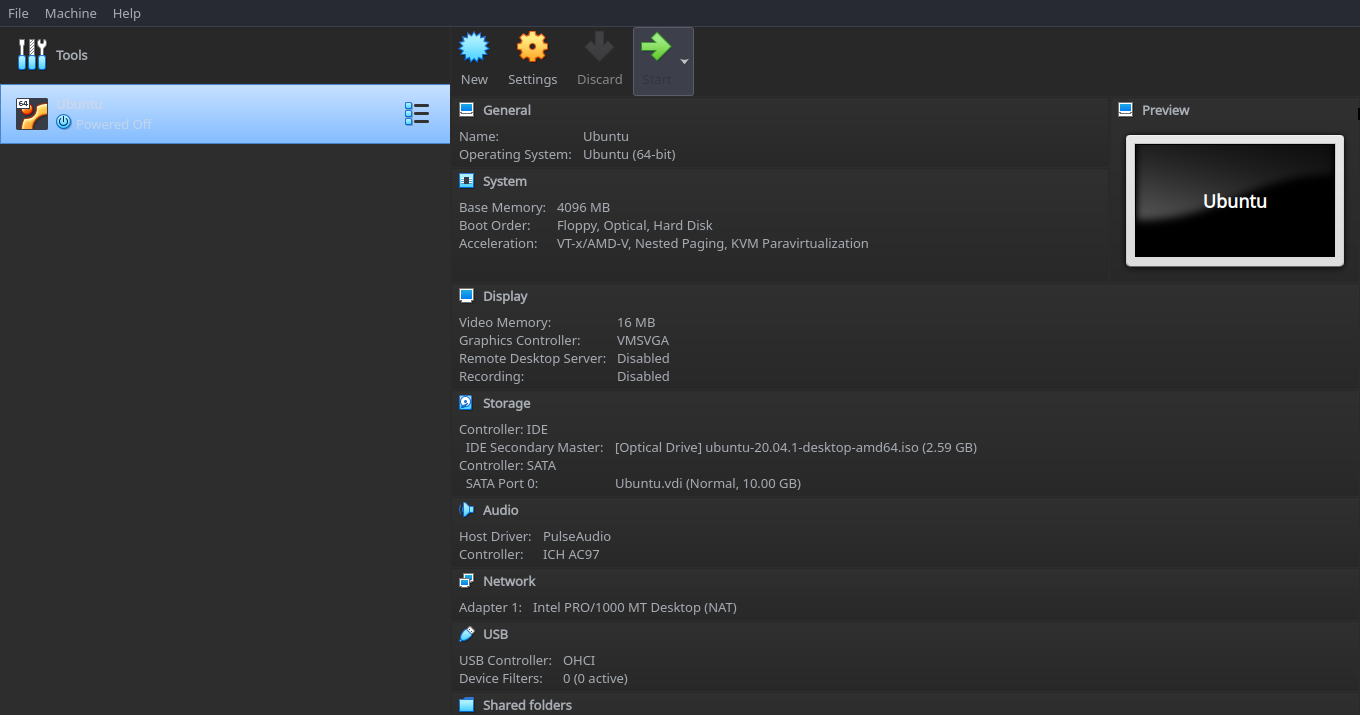 File Machine Help
Tools
New Settings Discard Start
64
Ubuntu
Powered Off
General
Name: Ubuntu
Operating System: Ubuntu (64-bit)
Preview
Ubuntu
System
Base Memory: 4096 MB
Boot Order: Floppy, Optical, Hard Disk
Acceleration: VT-x/AMD-V, Nested Paging, KVM Paravirtualization
Display
Video Memory: 16 MB
Graphics Controller: VMSVGA
Remote Desktop Server: Disabled
Recording: Disabled
Storage
Controller: IDE
IDE Secondary Master: [Optical Drive] ubuntu-20.04.1-desktop-amd64.iso (2.59 GB)
Controller: SATA
SATA Port 0: Ubuntu.vdi (Normal, 10.00 GB)
Audio
Host Driver: PulseAudio
Controller: ICH AC97
Network
Adapter 1: Intel PRO/1000 MT Desktop (NAT)
USB
USB Controller: OHCI
Device Filters: 0 (0 active)
Shared folders